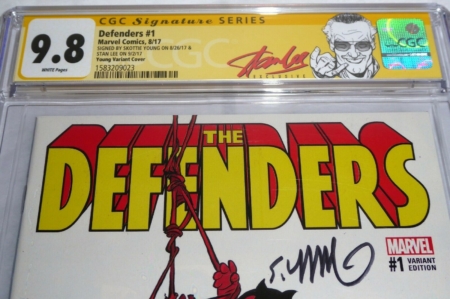 CGC Signature SERIES
9.8
WHITE Pages
Defenders #1
Marvel Comics, 8/17
SIGNED BY SKOTTIE YOUNG ON 8/26/17 &
STAN LEE ON 9/2/17
Young Variant Cover
1583209023
Stan Lee
CGC
THE
DEFENDERS
MARVEL
#1 VARIANT
EDITION